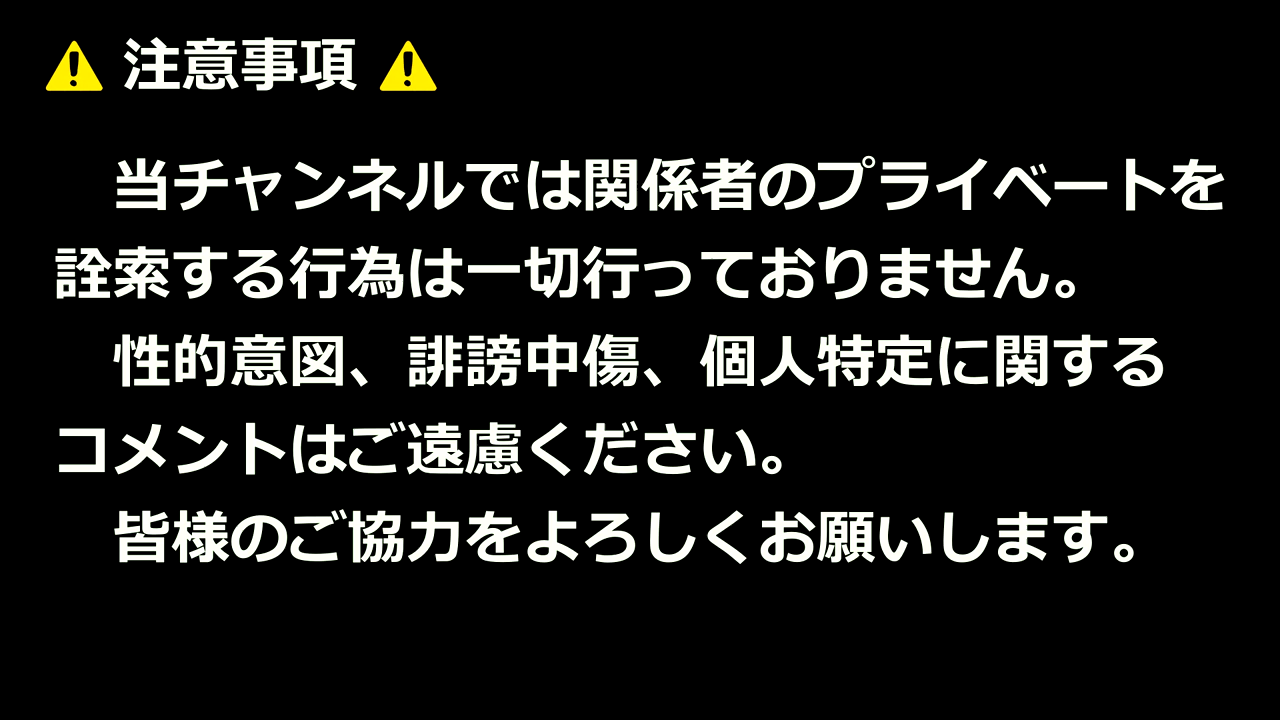 ⚠ 注意事項 ⚠
　当チャンネルでは関係者のプライベートを
詮索する行為は一切行っておりません。
　性的意図、誹謗中傷、個人特定に関する
コメントはご遠慮ください。
　皆様のご協力をよろしくお願いします。